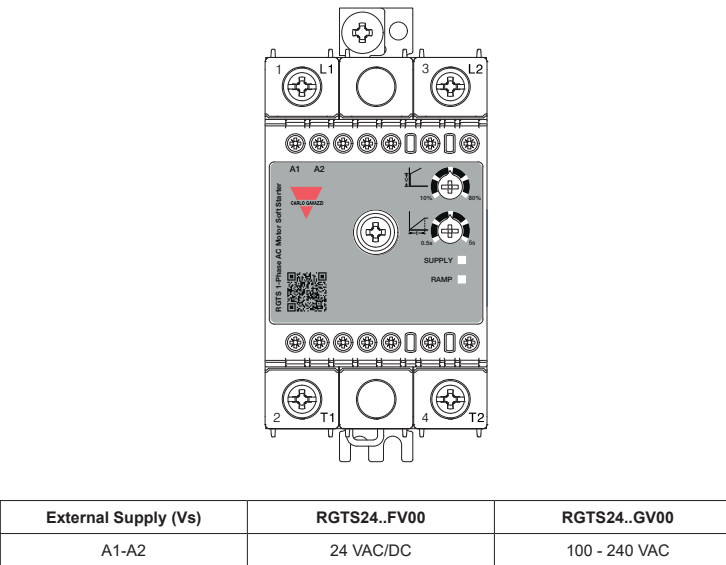 1 L1 3 L2
A1 A2
CARLO GAVAZZI
10% 80%
0.5s 5s
SUPPLY
RAMP
RGTS 1-Phase AC Motor Soft Starter
2 T1 4 T2
External Supply (Vs) RGTS24..FV00 RGTS24..GV00
A1-A2 24 VAC/DC 100 - 240 VAC